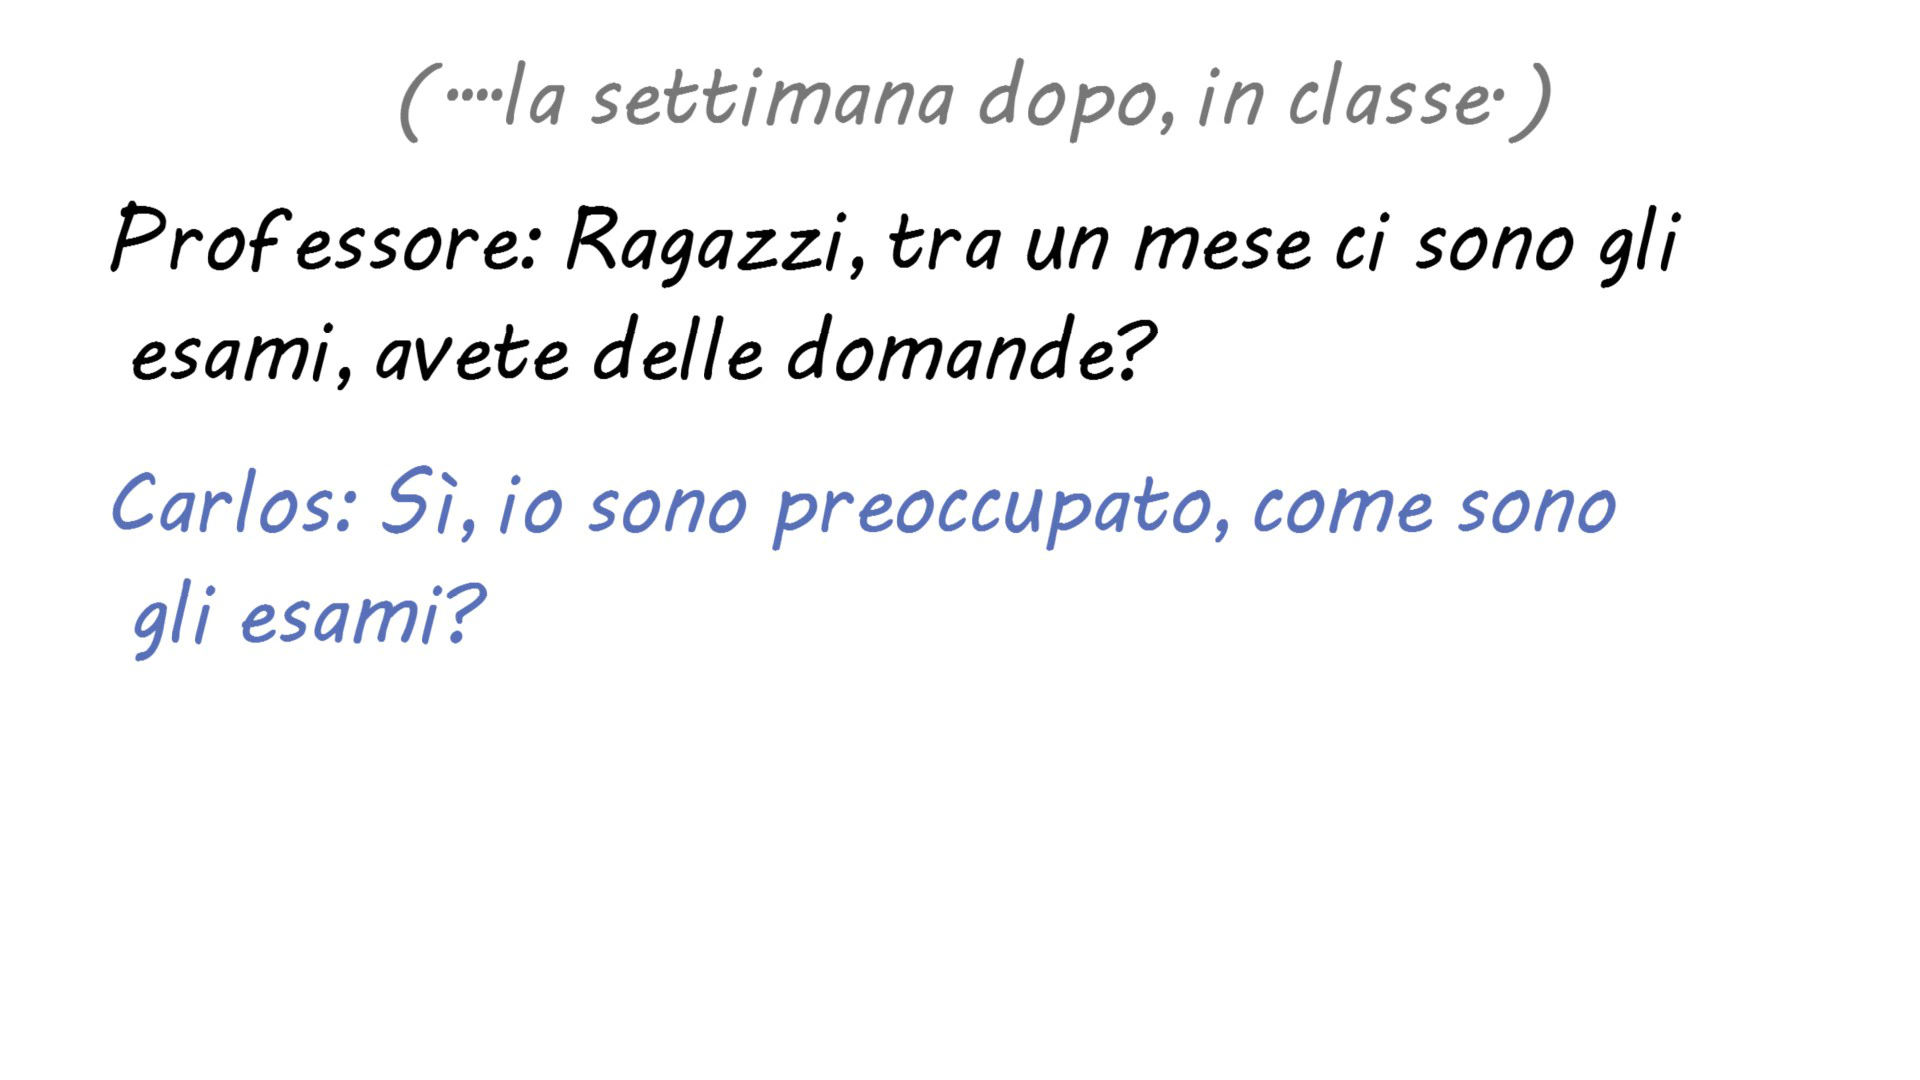 (....la settimana dopo, in classe.)
Professore: Ragazzi, tra un mese ci sono gli
esami, avete delle domande?
Carlos: Sì, io sono preoccupato, come sono
gli esami?